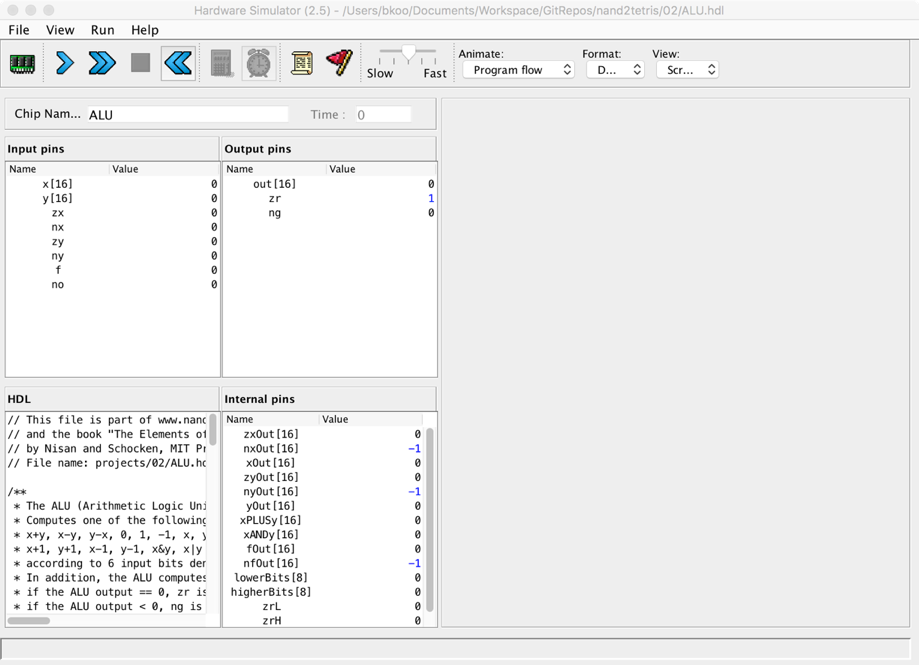 Hardware Simulator (2.5) - /Users/bkoo/Documents/Workspace/GitRepos/nand2tetris/02/ALU.hdl
File View Run Help
Slow Fast
Animate: Format: View:
Program flow D... Scr...
Chip Nam... ALU Time : 0
Input pins
Name Value
x[16] 0
y[16] 0
zx 0
nx 0
zy 0
ny 0
f 0
no 0
Output pins
Name Value
out[16] 0
zr 1
ng 0
HDL
// This file is part of www.nand
// and the book "The Elements of
// by Nisan and Schocken, MIT Pr
// File name: projects/02/ALU.hd
/**
* The ALU (Arithmetic Logic Uni
* Computes one of the following
* x+y, x-y, y-x, 0, 1, -1, x, y
* x+1, y+1, x-1, y-1, x&y, x|y
* according to 6 input bits den
* In addition, the ALU computes
* if the ALU output == 0, zr is
* if the ALU output < 0, ng is
Internal pins
Name Value
zxOut[16] 0
nxOut[16] -1
xOut[16] 0
zyOut[16] 0
nyOut[16] -1
yOut[16] 0
xPLUSy[16] 0
xANDy[16] 0
fOut[16] 0
nfOut[16] -1
lowerBits[8] 0
higherBits[8] 0
zrL 0
zrH 0